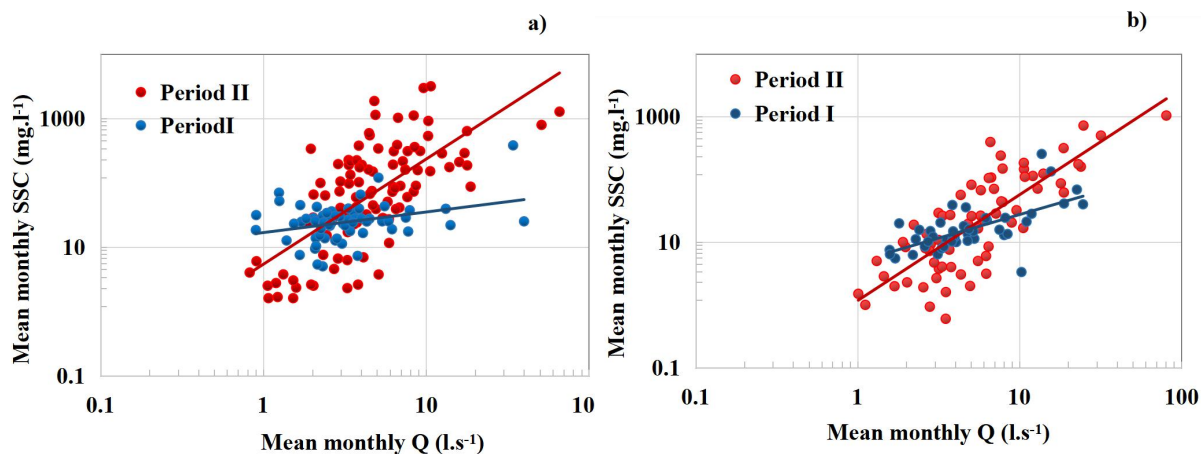 a)
Period II
PeriodI
1000
10
0.1
0.1
1
10
10
Mean monthly SSC (mg.l-1)
Mean monthly Q (l.s-1)
b)
Period II
Period I
1000
10
0.1
0.1
1
10
100
Mean monthly SSC (mg.l-1)
Mean monthly Q (l.s-1)